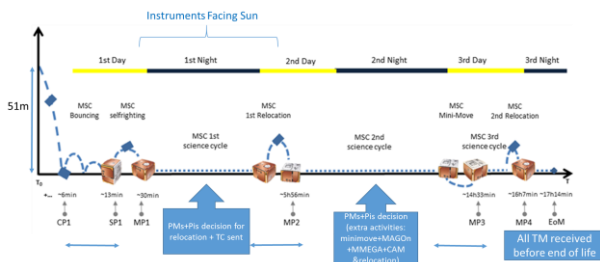 Instruments Facing Sun
1st Day
1st Night
2nd Day
2nd Night
3rd Day
3rd Night
51m
MSC
Bouncing
MSC
selfrighting
MSC 1st
science cycle
MSC
1st Relocation
MSC 2nd
science cycle
MSC
Mini-Move
MSC 3rd
science cycle
MSC
2nd Relocation
T₀
T
~6min
~13min
~30min
~5h56min
~14h33min
~16h7min
~17h14min
CP1
SP1
MP1
MP2
MP3
MP4
EoM
PMs+Pis decision for
relocation + TC sent
PMs+Pis decision
(extra activities:
minimove+MAGOn
+MMEGA+CAM
&relocation)
All TM received
before end of life